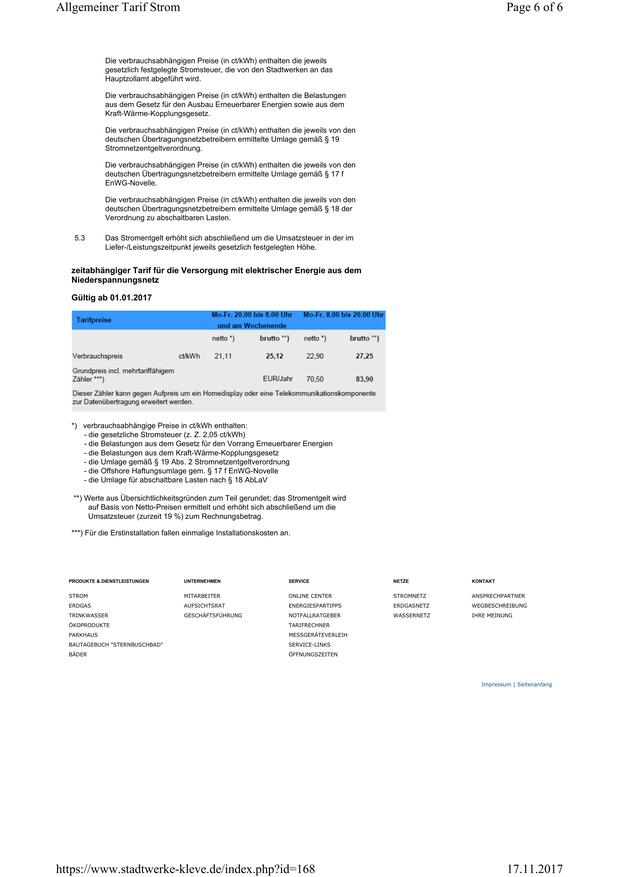 Allgemeiner Tarif Strom Page 6 of 6
Die verbrauchsabhängigen Preise (in ct/kWh) enthalten die jeweils
gesetzlich festgelegte Stromsteuer, die von den Stadtwerken an das
Hauptzollamt abgeführt wird.
Die verbrauchsabhängigen Preise (in ct/kWh) enthalten die Belastungen
aus dem Gesetz für den Ausbau Erneuerbarer Energien sowie aus dem
Kraft-Wärme-Kopplungsgesetz.
Die verbrauchsabhängigen Preise (in ct/kWh) enthalten die jeweils von den
deutschen Übertragungsnetzbetreibern ermittelte Umlage gemäß § 19
Stromnetzentgeltverordnung.
Die verbrauchsabhängigen Preise (in ct/kWh) enthalten die jeweils von den
deutschen Übertragungsnetzbetreibern ermittelte Umlage gemäß § 17 f
EnWG-Novelle.
Die verbrauchsabhängigen Preise (in ct/kWh) enthalten die jeweils von den
deutschen Übertragungsnetzbetreibern ermittelte Umlage gemäß § 18 der
Verordnung zu abschaltbaren Lasten.
5.3 Das Stromentgelt erhöht sich abschließend um die Umsatzsteuer in der im
Liefer-/Leistungszeitpunkt jeweils gesetzlich festgelegten Höhe.
zeitabhängiger Tarif für die Versorgung mit elektrischer Energie aus dem
Niederspannungsnetz
Gültig ab 01.01.2017
Tarifpreise Mo-Fr. 20.00 bis 8.00 Uhr Mo-Fr. 8.00 bis 20.00 Uhr
und am Wochenende
netto *) brutto **) netto *) brutto **)
Verbrauchspreis ct/kWh 21,11 25,12 22,90 27,25
Grundpreis incl. mehrtariffähigem
Zähler ***) EUR/Jahr 70,50 83,90
Dieser Zähler kann gegen Aufpreis um ein Homedisplay oder eine Telekommunikationskomponente
zur Datenübertragung erweitert werden.
*) verbrauchsabhängige Preise in ct/kWh enthalten:
- die gesetzliche Stromsteuer (z. Z. 2,05 ct/kWh)
- die Belastungen aus dem Gesetz für den Vorrang Erneuerbarer Energien
- die Belastungen aus dem Kraft-Wärme-Kopplungsgesetz
- die Umlage gemäß § 19 Abs. 2 Stromnetzentgeltverordnung
- die Offshore Haftungsumlage gem. § 17 f EnWG-Novelle
- die Umlage für abschaltbare Lasten nach § 18 AbLaV
**) Werte aus Übersichtlichkeitsgründen zum Teil gerundet; das Stromentgelt wird
auf Basis von Netto-Preisen ermittelt und erhöht sich abschließend um die
Umsatzsteuer (zurzeit 19 %) zum Rechnungsbetrag.
***) Für die Erstinstallation fallen einmalige Installationskosten an.
PRODUKTE & DIENSTLEISTUNGEN UNTERNEHMEN SERVICE NETZE KONTAKT
STROM MITARBEITER ONLINE CENTER STROMNETZ ANSPRECHPARTNER
ERDGAS AUFSICHTSRAT ENERGIESPARTIPPS ERDGASNETZ WEGBESCHREIBUNG
TRINKWASSER GESCHÄFTSFÜHRUNG NOTFALLRATGEBER WASSERNETZ IHRE MEINUNG
ÖKOPRODUKTE TARIFRECHNER
PARKHAUS MESSGERÄTEVERLEIH
BAUTAGEBUCH "STERNBUSCHBAD" SERVICE-LINKS
BÄDER ÖFFNUNGSZEITEN
Impressum | Seitenanfang
https://www.stadtwerke-kleve.de/index.php?id=168 17.11.2017